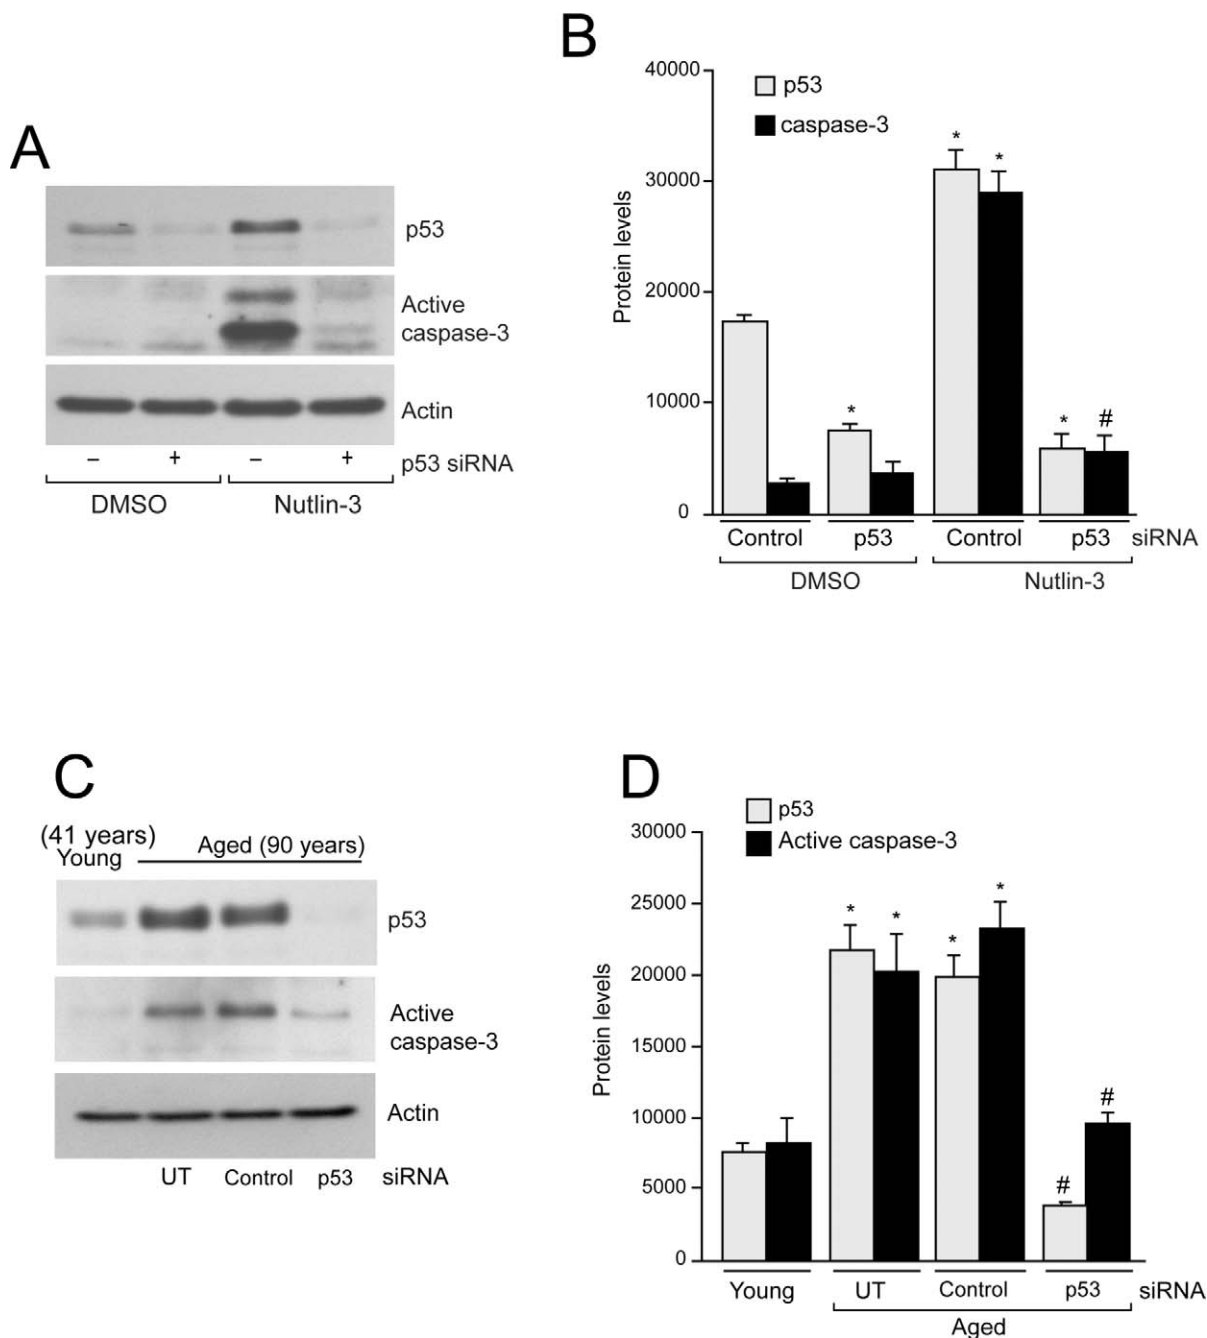 A
p53
Active
caspase-3
Actin
– + – + p53 siRNA
DMSO Nutlin-3
B
40000
30000
20000
10000
0
Protein levels
p53
caspase-3
* *
*
* #
Control p53 Control p53 siRNA
DMSO Nutlin-3
C
(41 years)
Young Aged (90 years)
p53
Active
caspase-3
Actin
UT Control p53 siRNA
D
30000
25000
20000
15000
10000
5000
0
Protein levels
p53
Active caspase-3
* * * *
# #
Young UT Control p53 siRNA
Aged